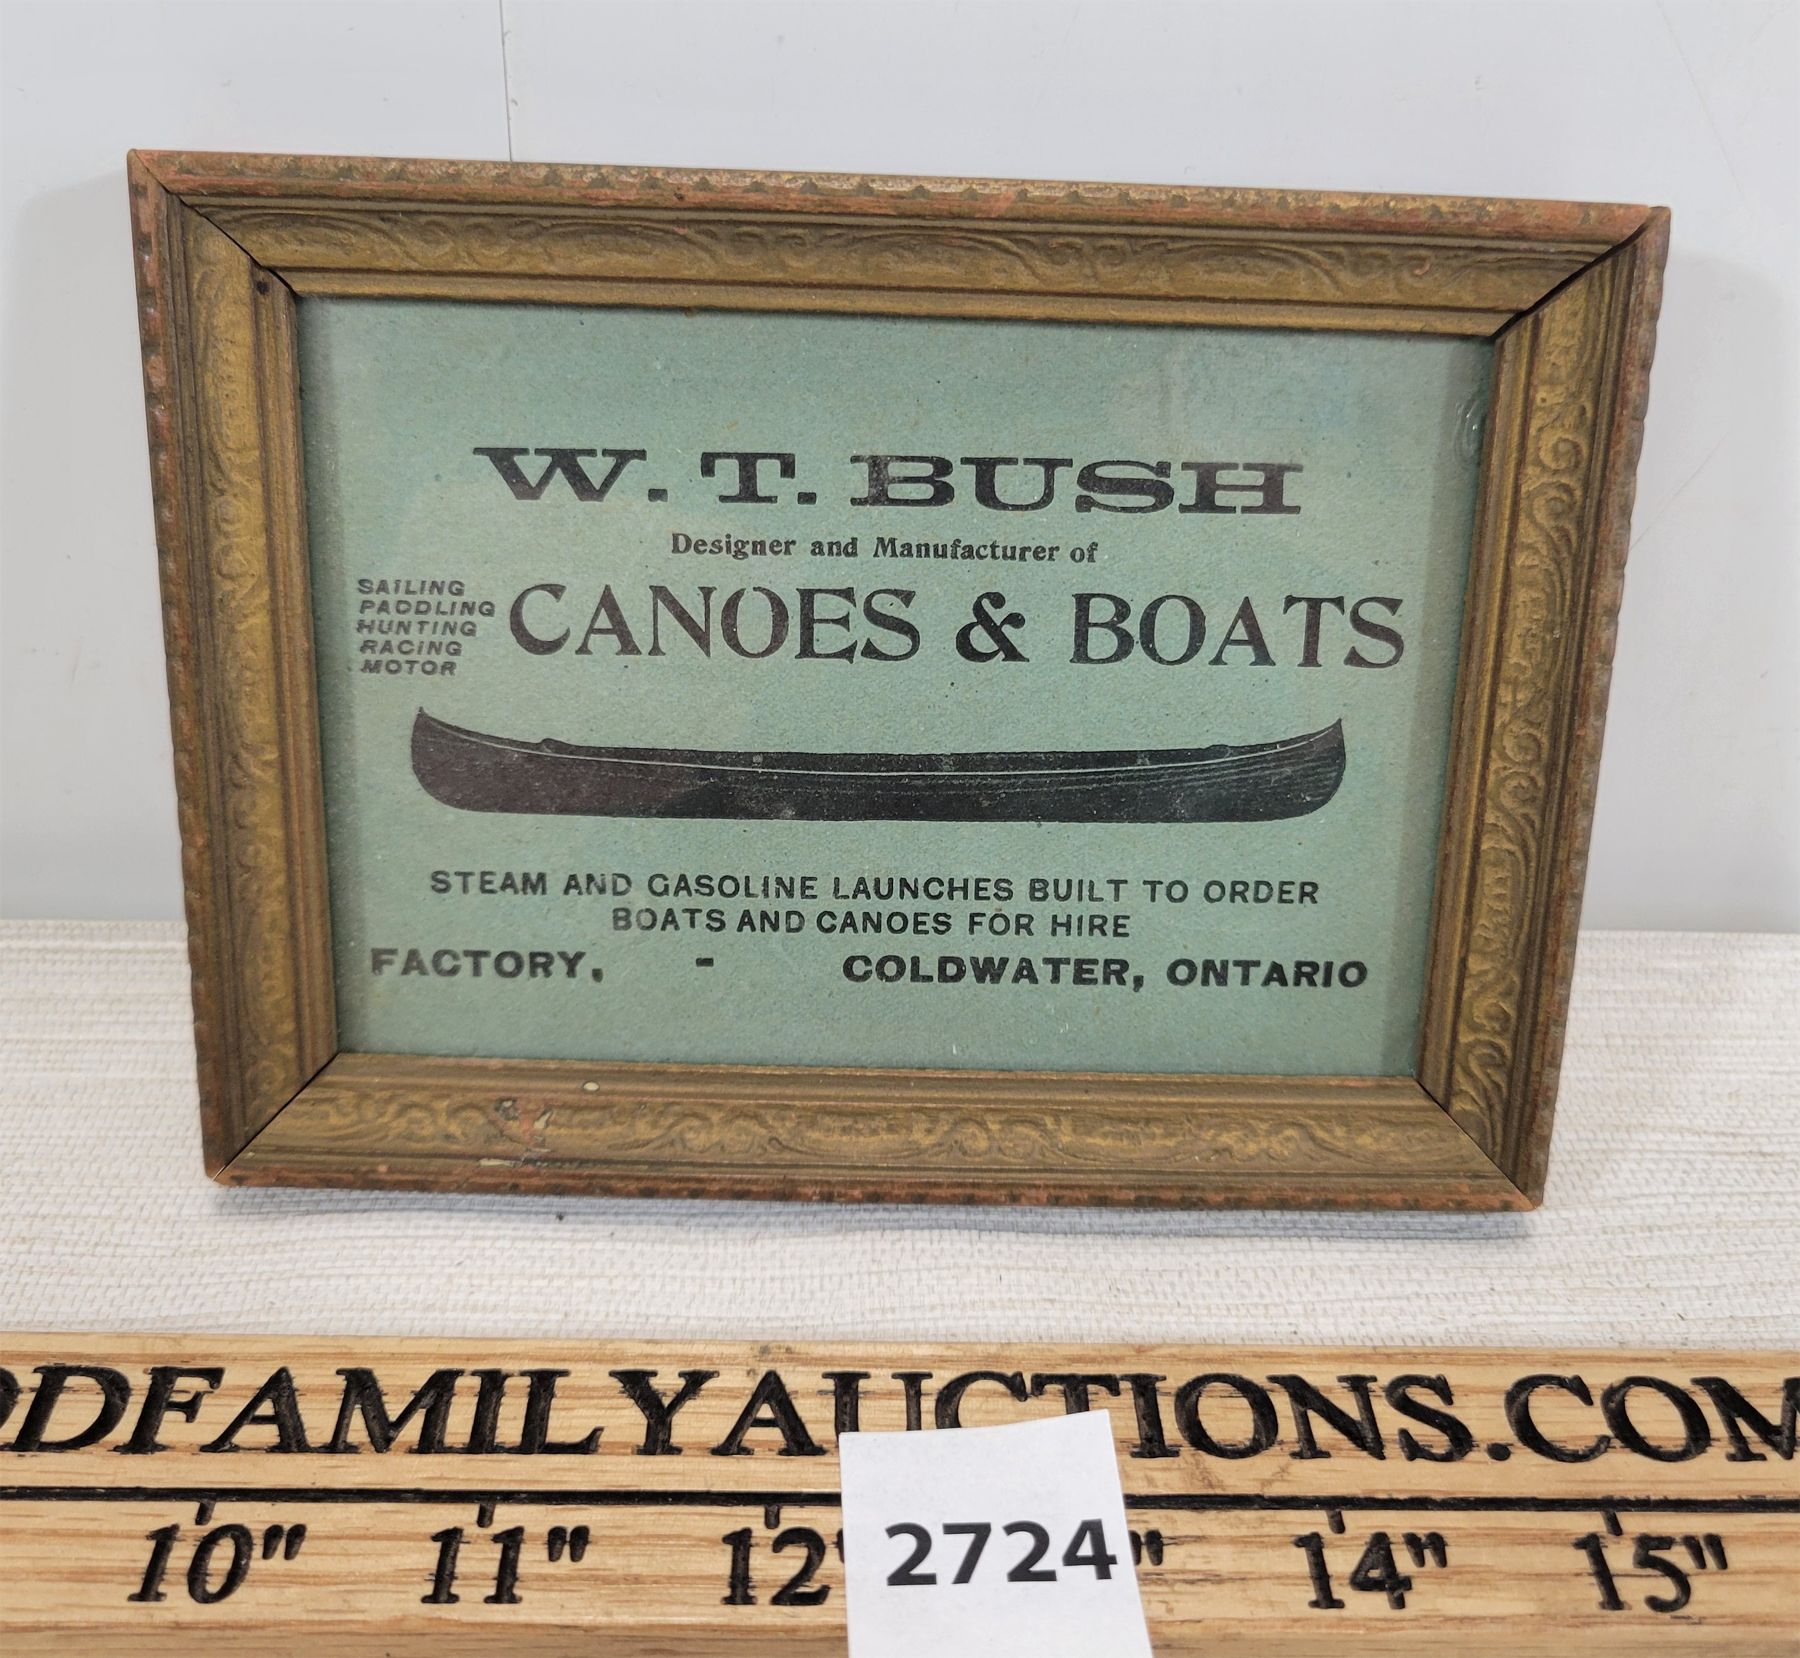 W. T. BUSH
Designer and Manufacturer of
SAILING
PADDLING
HUNTING
RACING
MOTOR
CANOES & BOATS
STEAM AND GASOLINE LAUNCHES BUILT TO ORDER
BOATS AND CANOES FOR HIRE
FACTORY, - COLDWATER, ONTARIO
DFAMILYAUCTIONS.COM
10" 11" 12 " 14" 15"
2724